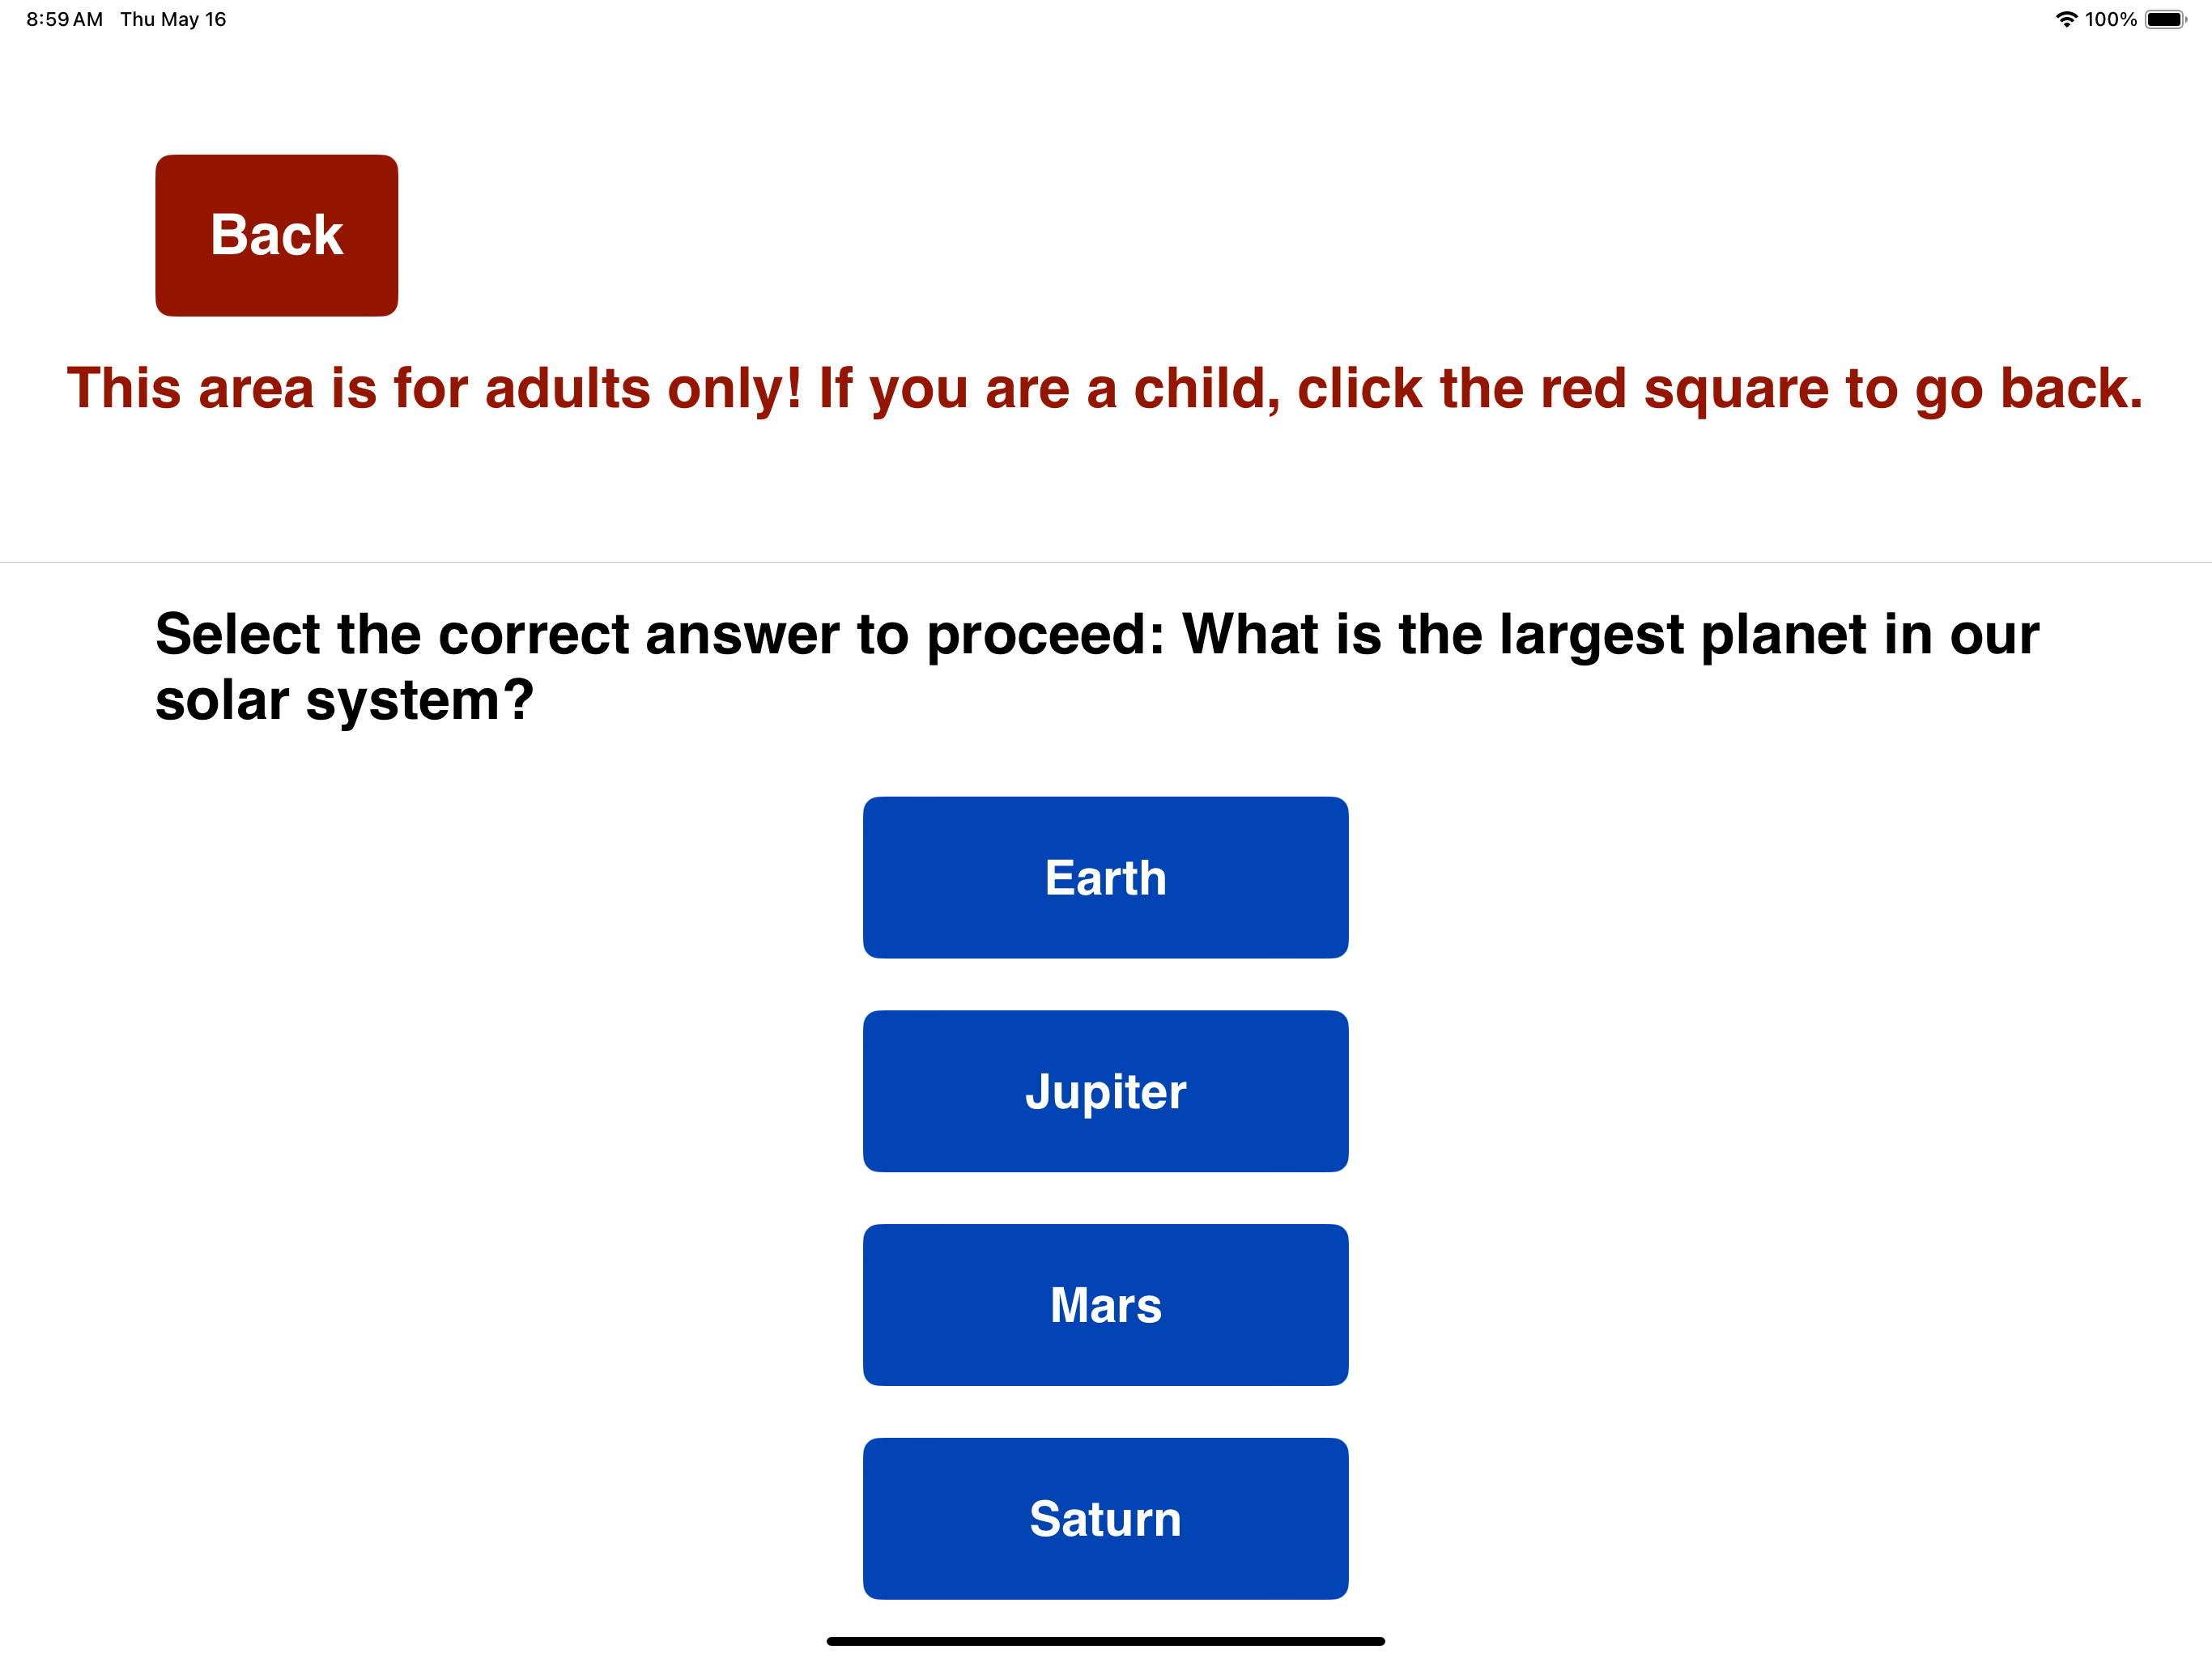 8:59 AM Thu May 16 100%
Back
This area is for adults only! If you are a child, click the red square to go back.
Select the correct answer to proceed: What is the largest planet in our
solar system?
Earth
Jupiter
Mars
Saturn